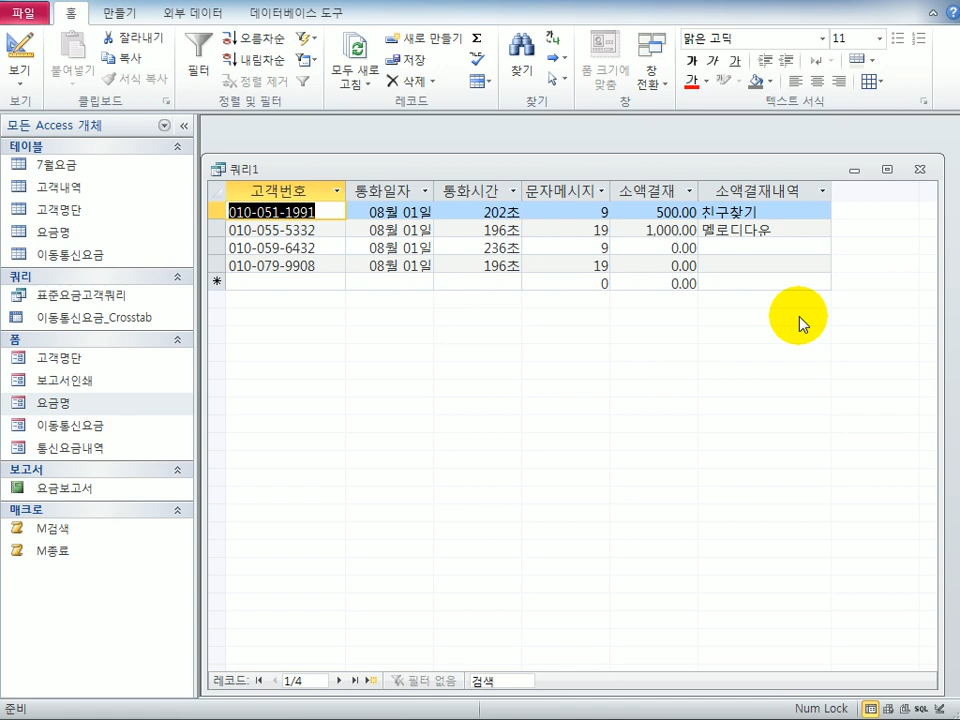 파일 홈 만들기 외부 데이터 데이터베이스 도구
보기
보기
붙여넣기
잘라내기
복사
서식 복사
클립보드
필터
오름차순
내림차순
정렬 제거
정렬 및 필터
모두 새로
고침
새로 만들기
저장
삭제
레코드
찾기
찾기
폼 크기에
맞춤
창
전환
창
맑은 고딕 11
가 가 가
가
텍스트 서식
모든 Access 개체
테이블
7월요금
고객내역
고객명단
요금명
이동통신요금
쿼리
표준요금고객쿼리
이동통신요금_Crosstab
폼
고객명단
보고서인쇄
요금명
이동통신요금
통신요금내역
보고서
요금보고서
매크로
M검색
M종료
쿼리1
고객번호 통화일자 통화시간 문자메시지 소액결재 소액결재내역
010-051-1991 08월 01일 202초 9 500.00 친구찾기
010-055-5332 08월 01일 196초 19 1,000.00 멜로디다운
010-059-6432 08월 01일 236초 9 0.00
010-079-9908 08월 01일 196초 19 0.00
0 0.00
레코드: 1/4 필터 없음 검색
준비 Num Lock SQL